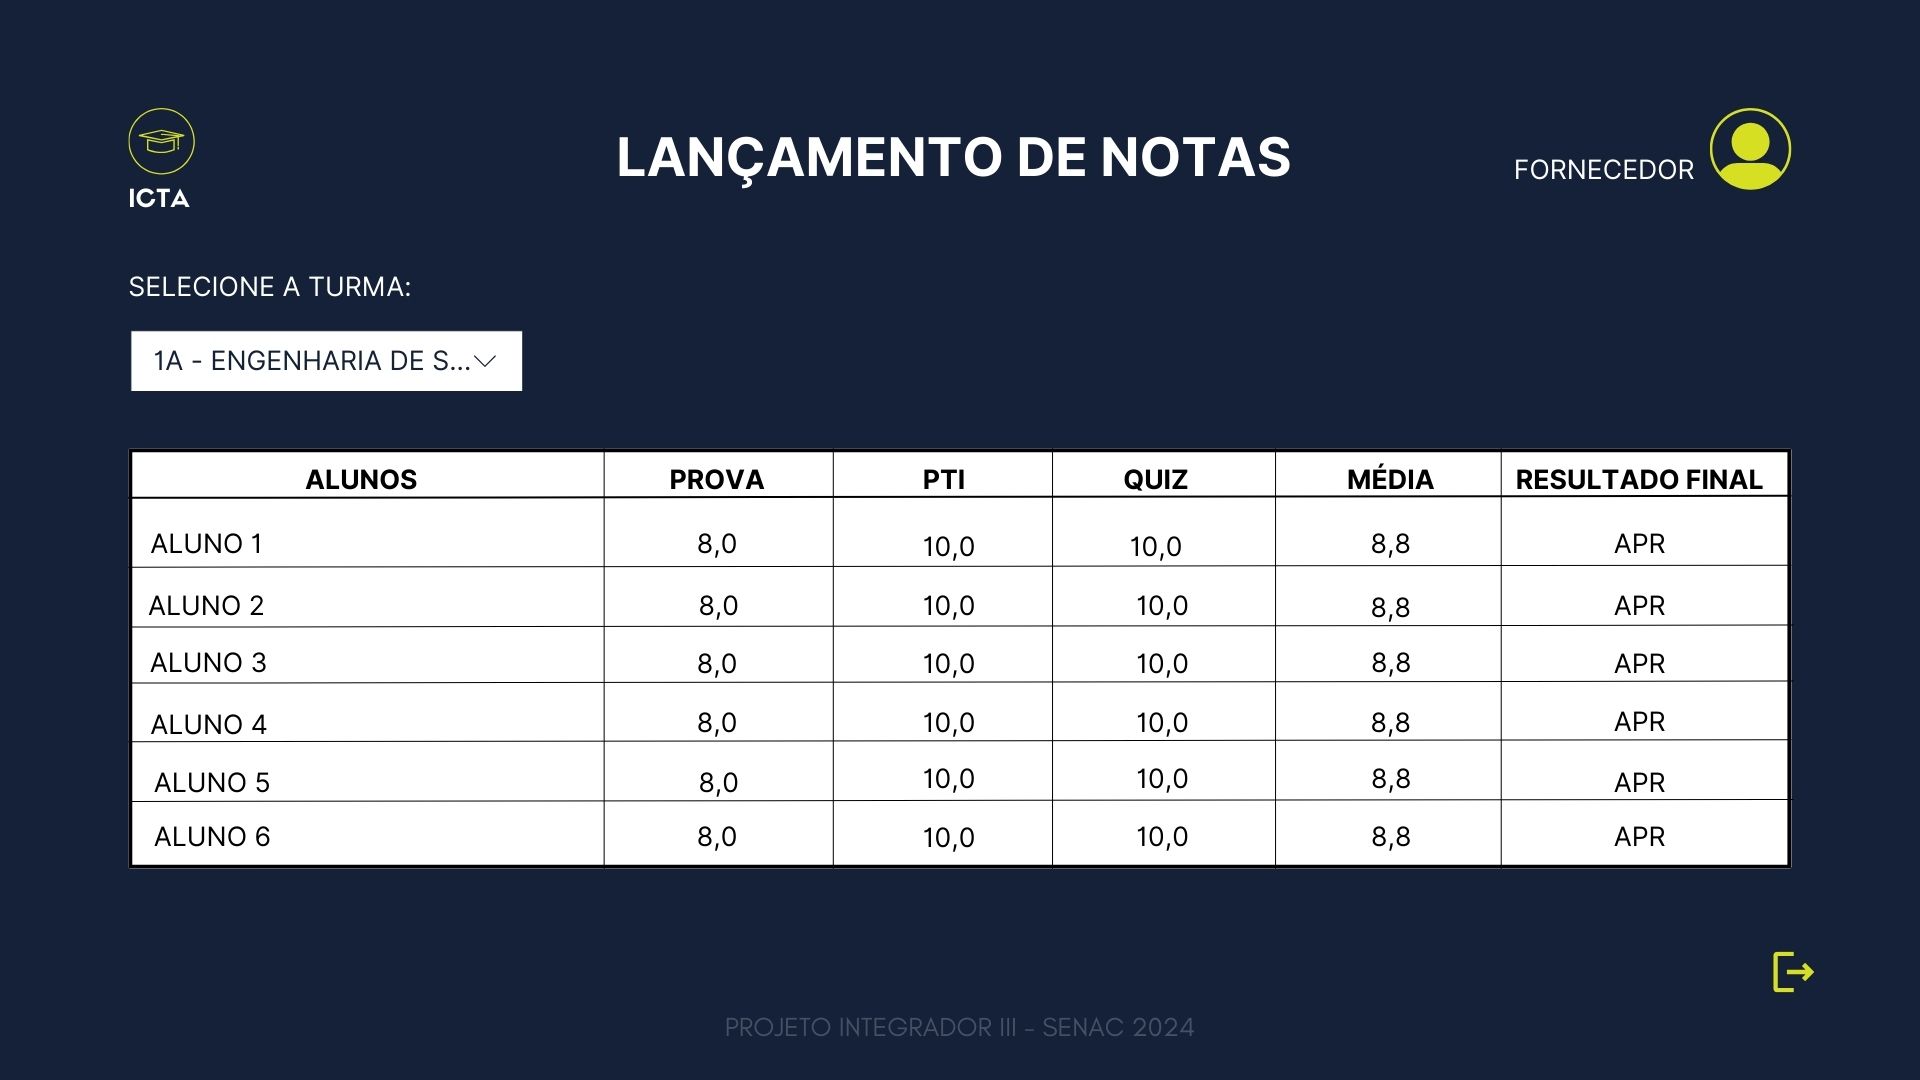 LANÇAMENTO DE NOTAS
FORNECEDOR
ICTA
SELECIONE A TURMA:
1A - ENGENHARIA DE S...
ALUNOS PROVA PTI QUIZ MÉDIA RESULTADO FINAL
ALUNO 1 8,0 10,0 10,0 8,8 APR
ALUNO 2 8,0 10,0 10,0 8,8 APR
ALUNO 3 8,0 10,0 10,0 8,8 APR
ALUNO 4 8,0 10,0 10,0 8,8 APR
ALUNO 5 8,0 10,0 10,0 8,8 APR
ALUNO 6 8,0 10,0 10,0 8,8 APR
PROJETO INTEGRADOR III - SENAC 2024